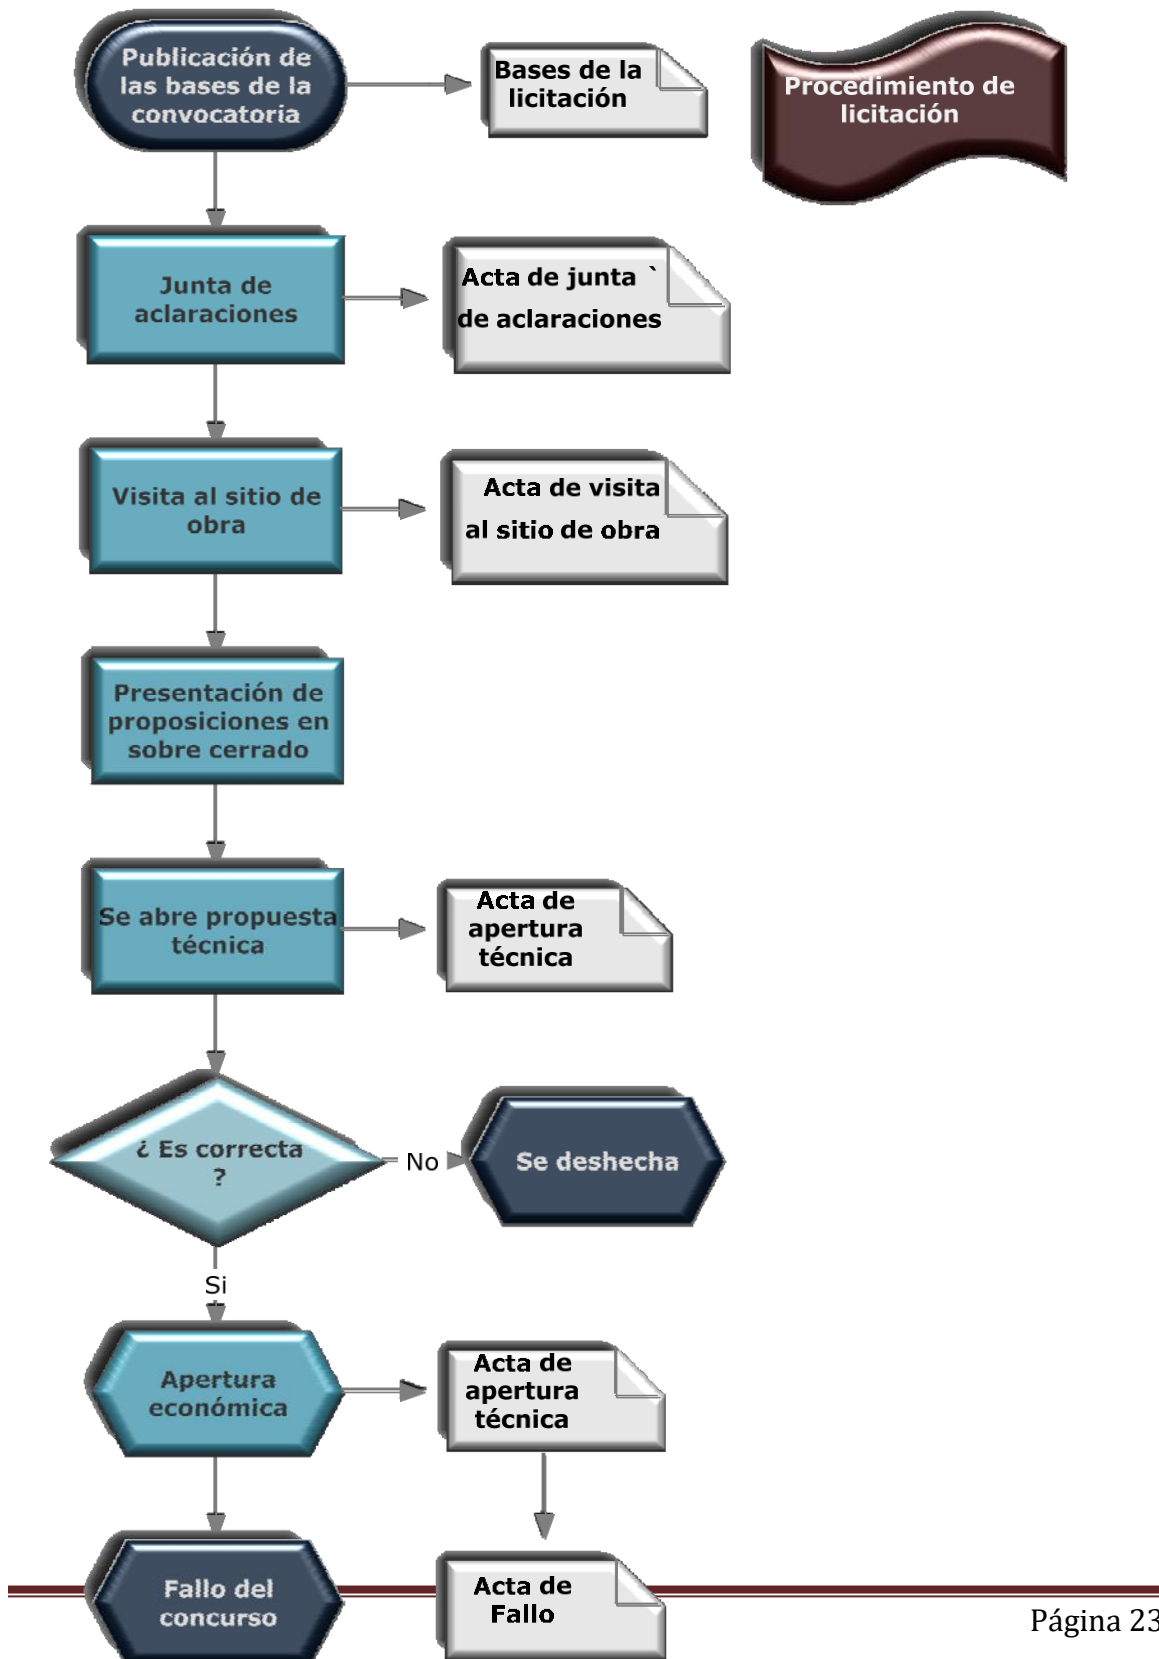 Publicación de
las bases de la
convocatoria
Bases de la
licitación
Procedimiento de
licitación
Junta de
aclaraciones
Acta de junta `
de aclaraciones
Visita al sitio de
obra
Acta de visita
al sitio de obra
Presentación de
proposiciones en
sobre cerrado
Se abre propuesta
técnica
Acta de
apertura
técnica
¿ Es correcta
?
No
Se deshecha
Si
Apertura
económica
Acta de
apertura
técnica
Fallo del
concurso
Acta de
Fallo
Página 23